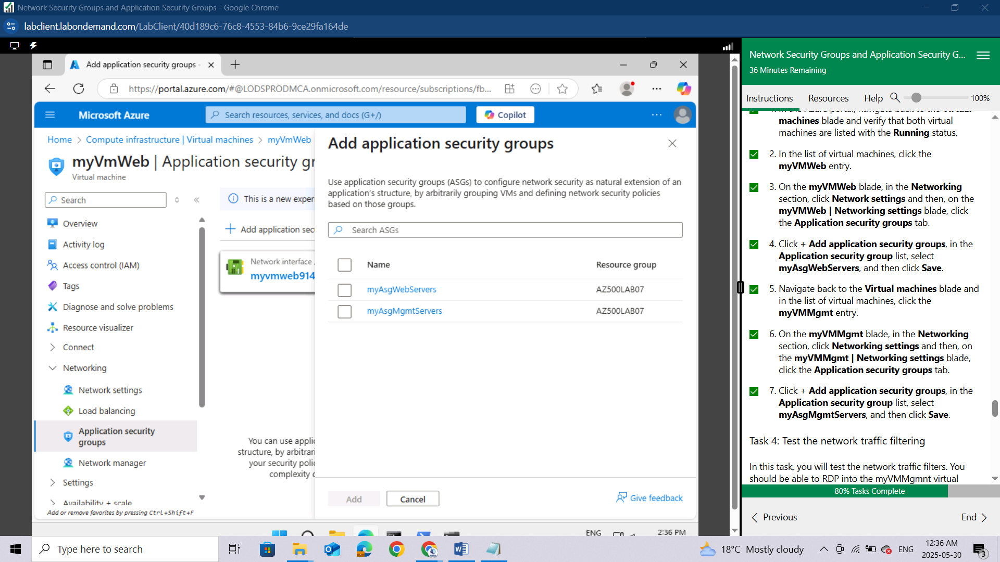 Network Security Groups and Application Security Groups - Google Chrome
labclient.labondemand.com/LabClient/40d189c6-76c8-4553-84b6-9ce29fa164de
Add application security groups -
https://portal.azure.com/#@LODSPRODMCA.onmicrosoft.com/resource/subscriptions/fb...
Microsoft Azure
Search resources, services, and docs (G+/)
Copilot
Home > Compute infrastructure | Virtual machines > myVmWeb
myVmWeb | Application security gr
Virtual machine
Search
Overview
Activity log
Access control (IAM)
Tags
Diagnose and solve problems
Resource visualizer
Connect
Networking
Network settings
Load balancing
Application security
groups
Network manager
Settings
Availability + scale
Add or remove favorites by pressing Ctrl+Shift+F
This is a new exper
Add application sec
Network interface
myvmweb914
You can use applic
structure, by arbitrari
your security polic
complexity
Add application security groups
Use application security groups (ASGs) to configure network security as natural extension of an
application's structure, by arbitrarily grouping VMs and defining network security policies
based on those groups.
Search ASGs
Name Resource group
myAsgWebServers AZ500LAB07
myAsgMgmtServers AZ500LAB07
Add
Cancel
Give feedback
ENG
2:36 PM
Network Security Groups and Application Security G...
36 Minutes Remaining
Instructions Resources Help 100%
machines blade and verify that both virtual
machines are listed with the Running status.
2. In the list of virtual machines, click the
myVMWeb entry.
3. On the myVMWeb blade, in the Networking
section, click Network settings and then, on the
myVMWeb | Networking settings blade, click
the Application security groups tab.
4. Click + Add application security groups, in the
Application security group list, select
myAsgWebServers, and then click Save.
5. Navigate back to the Virtual machines blade and
in the list of virtual machines, click the
myVMMgmt entry.
6. On the myVMMgmt blade, in the Networking
section, click Networking settings and then, on
the myVMMgmt | Networking settings blade,
click the Application security groups tab.
7. Click + Add application security groups, in the
Application security group list, select
myAsgMgmtServers, and then click Save.
Task 4: Test the network traffic filtering
In this task, you will test the network traffic filters. You
should be able to RDP into the myVMMgmnt virtual
80% Tasks Complete
Previous
End
Type here to search
18°C Mostly cloudy
ENG
12:36 AM
2025-05-30
3